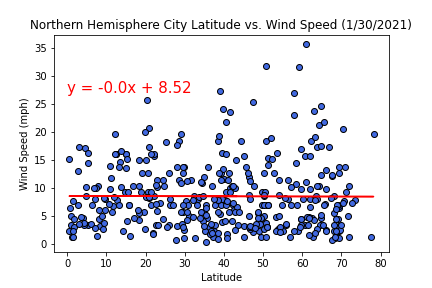 Northern Hemisphere City Latitude vs. Wind Speed (1/30/2021)
35
30
25
20
15
10
5
0
Wind Speed (mph)
y = -0.0x + 8.52
0 10 20 30 40 50 60 70 80
Latitude